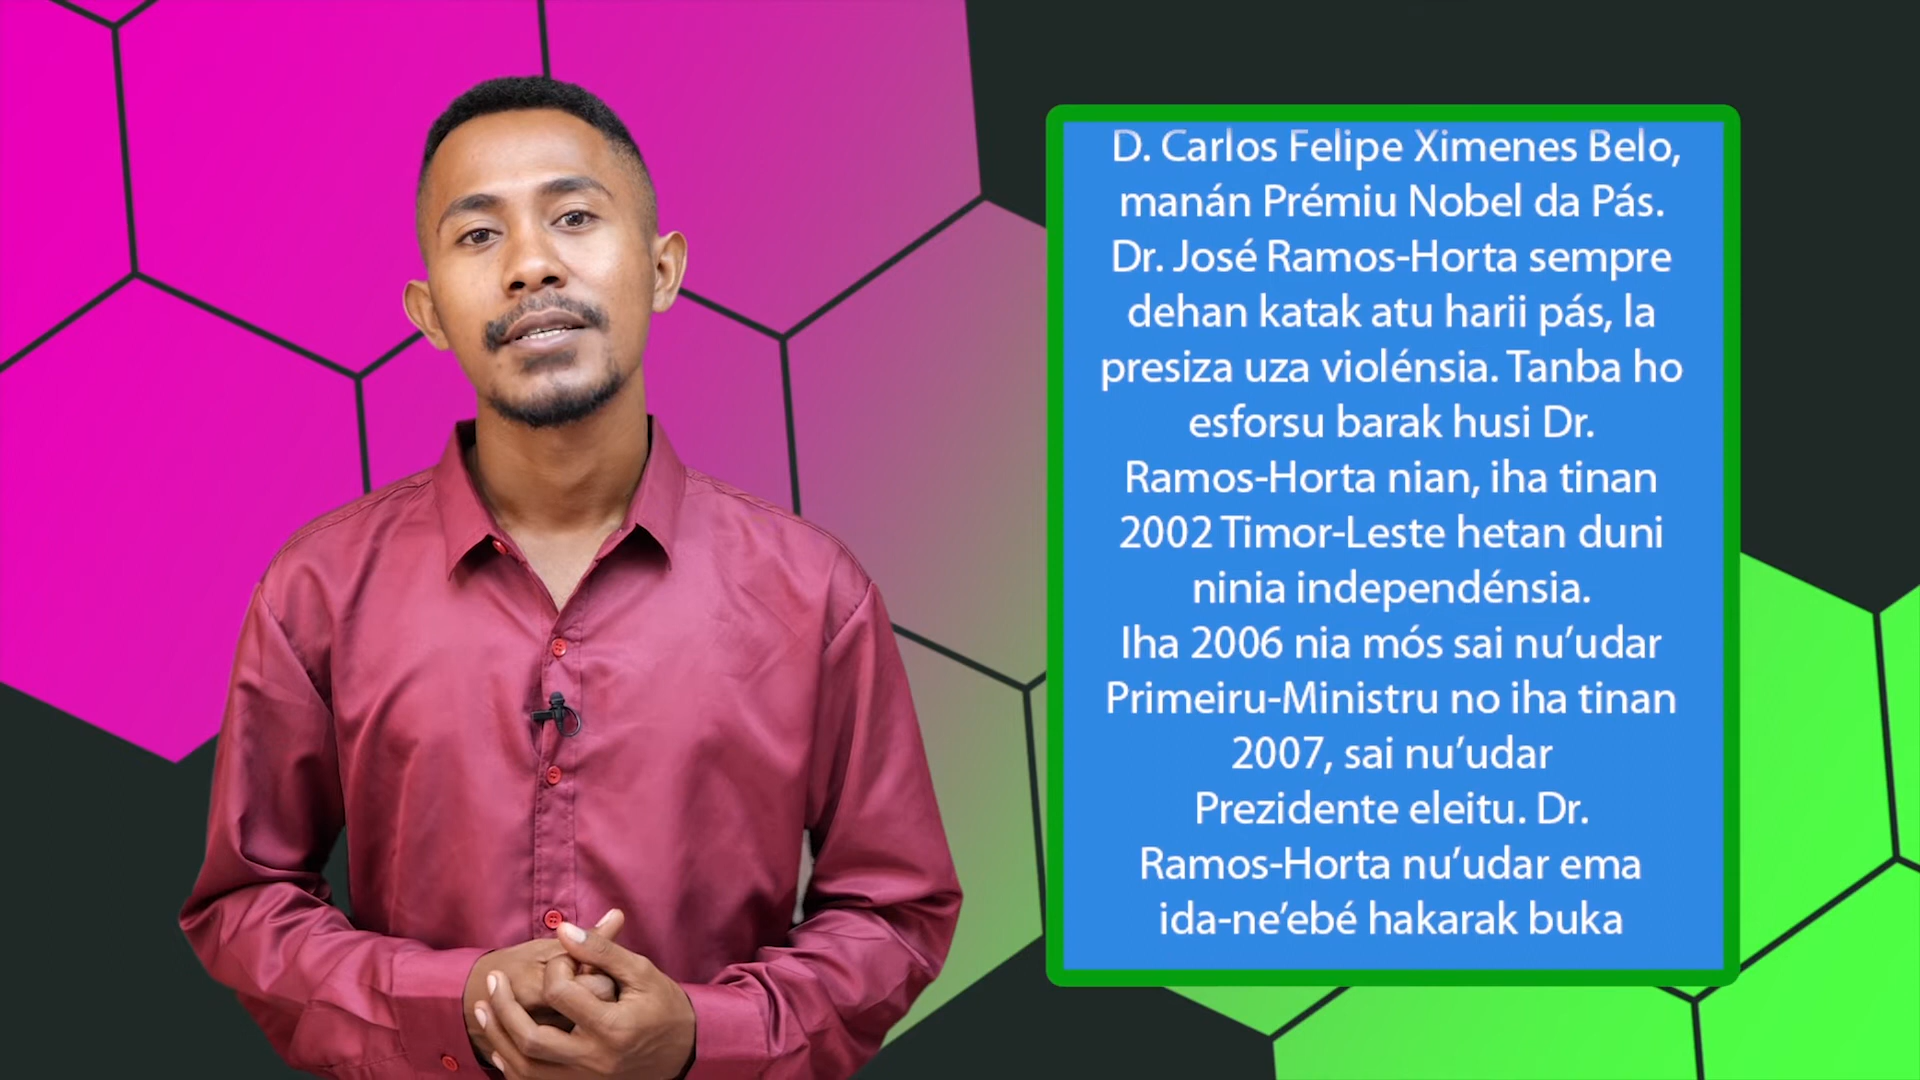 D. Carlos Felipe Ximenes Belo,
manán Prémiu Nobel da Pás.
Dr. José Ramos-Horta sempre
dehan katak atu harii pás, la
presiza uza violénsia. Tanba ho
esforsu barak husi Dr.
Ramos-Horta nian, iha tinan
2002 Timor-Leste hetan duni
ninia independénsia.
Iha 2006 nia mós sai nu’udar
Primeiru-Ministru no iha tinan
2007, sai nu’udar
Prezidente eleitu. Dr.
Ramos-Horta nu’udar ema
ida-ne’ebé hakarak buka